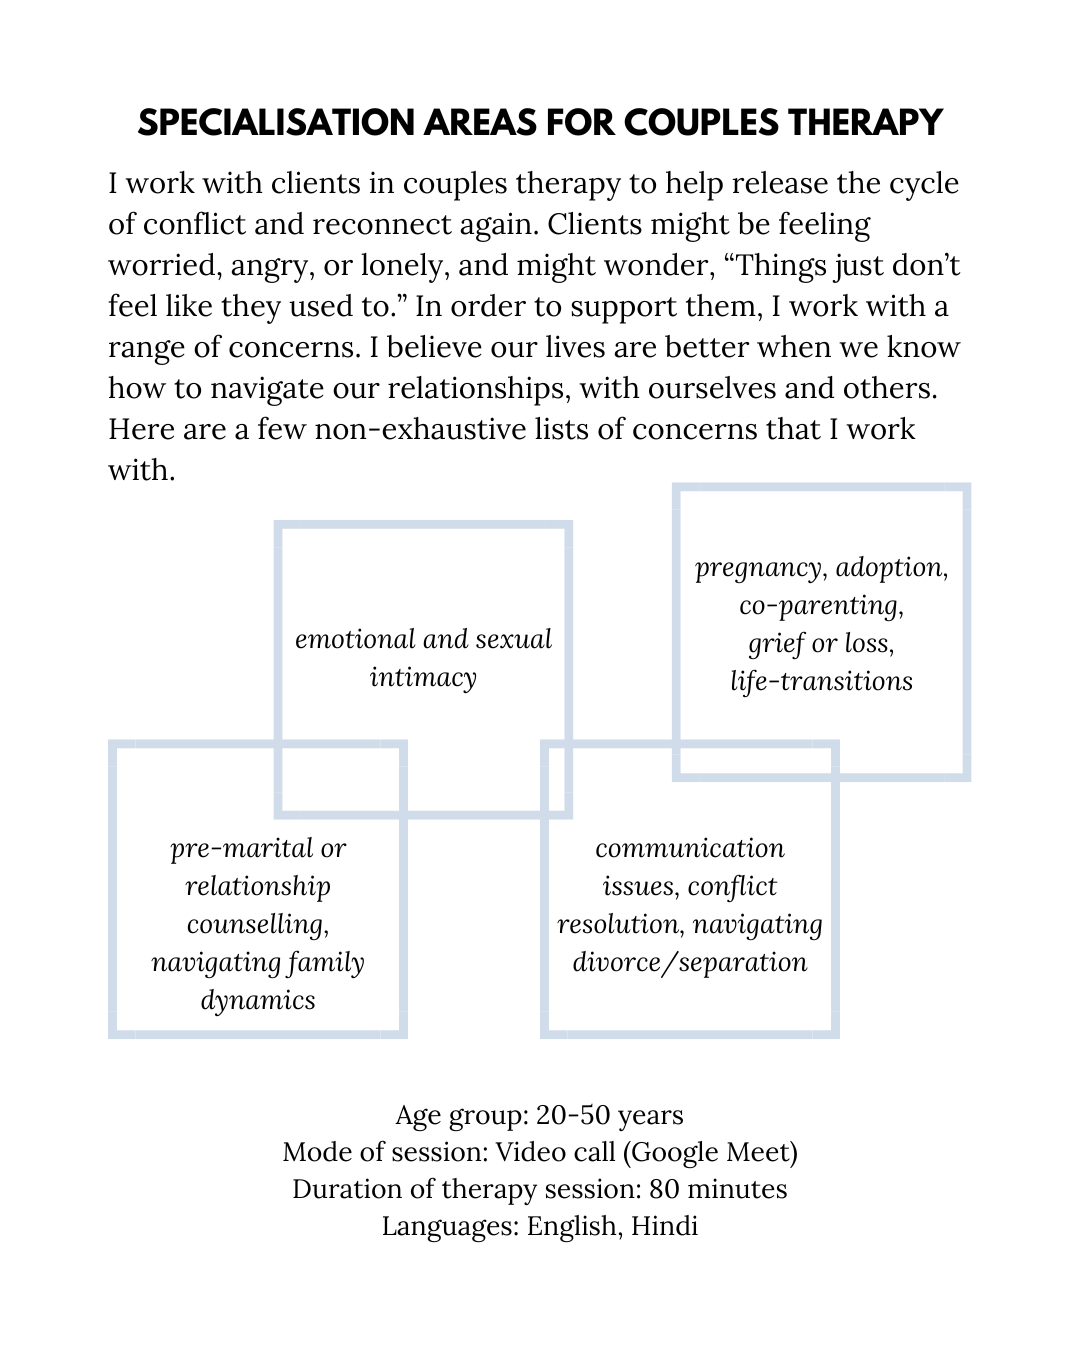 SPECIALISATION AREAS FOR COUPLES THERAPY
I work with clients in couples therapy to help release the cycle
of conflict and reconnect again. Clients might be feeling
worried, angry, or lonely, and might wonder, “Things just don’t
feel like they used to.” In order to support them, I work with a
range of concerns. I believe our lives are better when we know
how to navigate our relationships, with ourselves and others.
Here are a few non-exhaustive lists of concerns that I work
with.
emotional and sexual
intimacy
pregnancy, adoption,
co-parenting,
grief or loss,
life-transitions
pre-marital or
relationship
counselling,
navigating family
dynamics
communication
issues, conflict
resolution, navigating
divorce/separation
Age group: 20-50 years
Mode of session: Video call (Google Meet)
Duration of therapy session: 80 minutes
Languages: English, Hindi